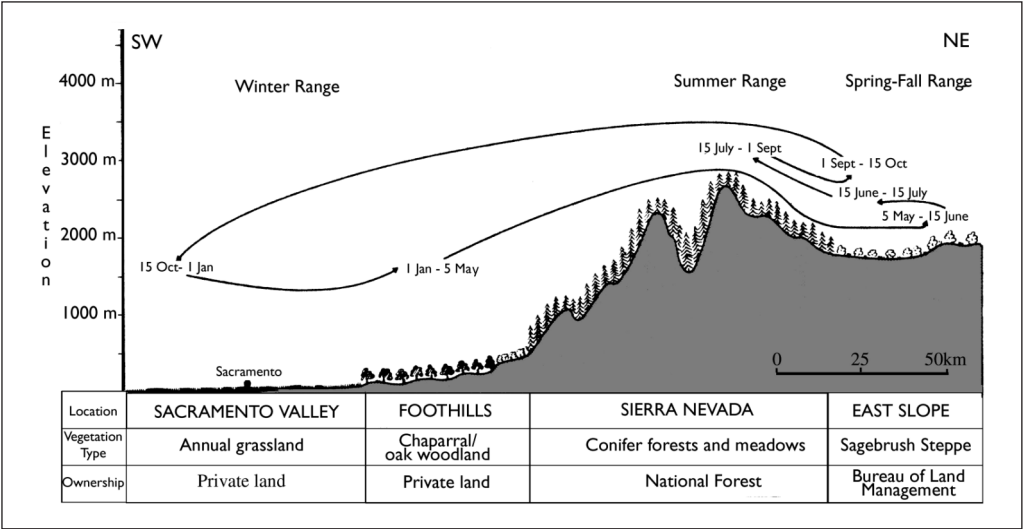 SW
NE
Winter Range
Summer Range
Spring-Fall Range
Elevation
4000 m
3000 m
2000 m
1000 m
15 July - 1 Sept
1 Sept - 15 Oct
15 June - 15 July
5 May - 15 June
15 Oct- 1 Jan
1 Jan - 5 May
Sacramento
0 25 50km
Location SACRAMENTO VALLEY FOOTHILLS SIERRA NEVADA EAST SLOPE
Vegetation
Type
Annual grassland
Chaparral/
oak woodland
Conifer forests and meadows
Sagebrush Steppe
Ownership Private land Private land National Forest
Bureau of Land
Management